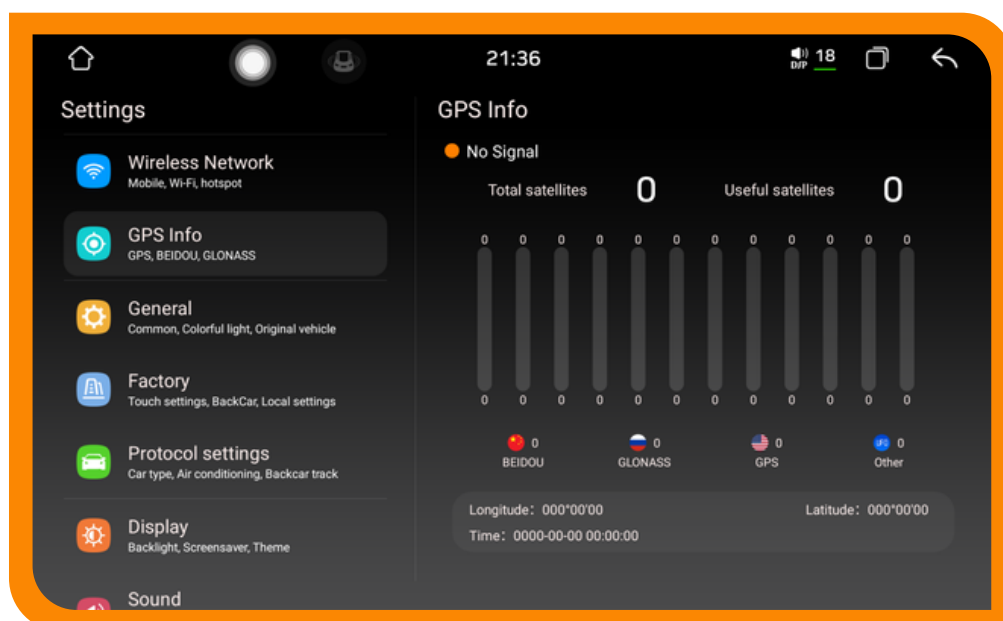 21:36
D/P 18
Settings
Wireless Network
Mobile, Wi-Fi, hotspot
GPS Info
GPS, BEIDOU, GLONASS
General
Common, Colorful light, Original vehicle
Factory
Touch settings, BackCar, Local settings
Protocol settings
Car type, Air conditioning, Backcar track
Display
Backlight, Screensaver, Theme
Sound
GPS Info
No Signal
Total satellites 0 Useful satellites 0
0 0 0 0 0 0 0 0 0 0 0 0
0 0 0 0 0 0 0 0 0 0 0 0
0 0 0 UFO 0
BEIDOU GLONASS GPS Other
Longitude: 000°00'00 Latitude: 000°00'00
Time: 0000-00-00 00:00:00